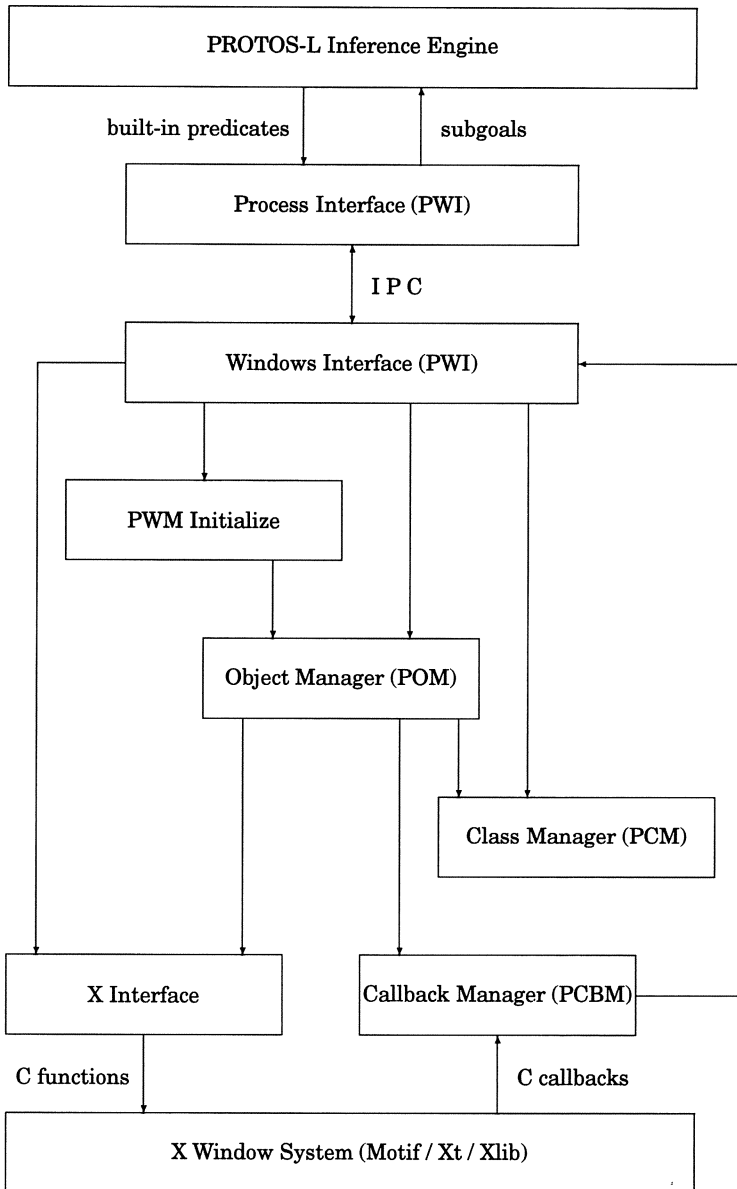 PROTOS-L Inference Engine
built-in predicates
subgoals
Process Interface (PWI)
I P C
Windows Interface (PWI)
PWM Initialize
Object Manager (POM)
Class Manager (PCM)
X Interface
Callback Manager (PCBM)
C functions
C callbacks
X Window System (Motif / Xt / Xlib)